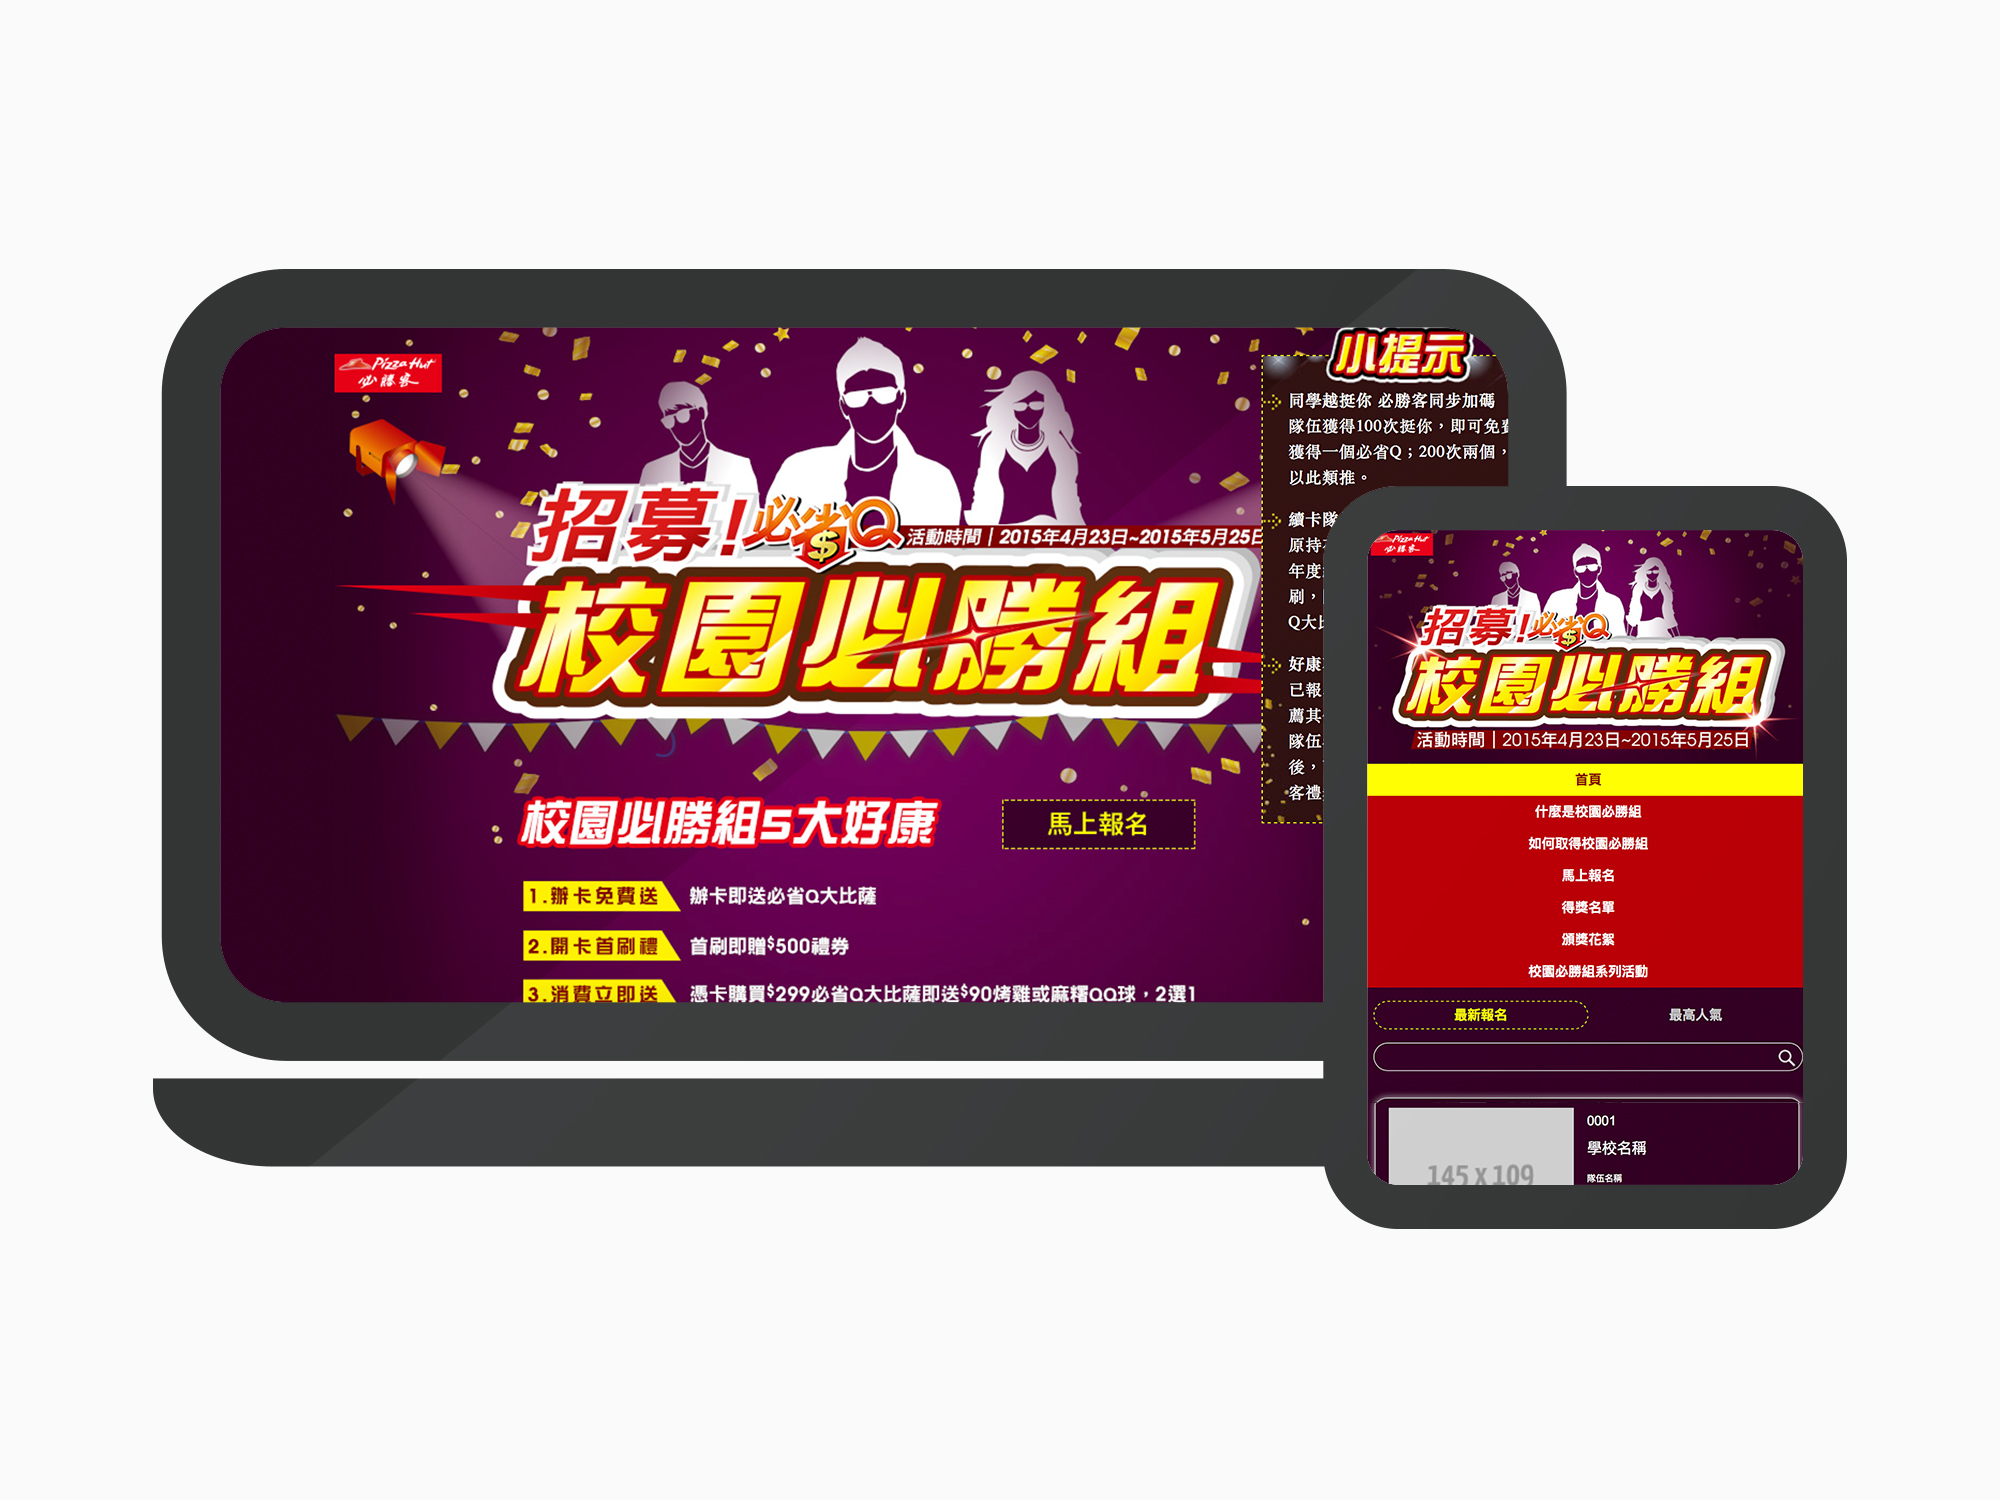 Pizza Hut
必勝客
招募!必省Q
$
活動時間｜2015年4月23日~2015年5月25日
校園必勝組
校園必勝組5大好康
馬上報名
1.辦卡免費送 辦卡即送必省Q大比薩
2.開卡首刷禮 首刷即贈$500禮券
3.消費立即送 憑卡購買$299必省Q大比薩即送$90烤雞或麻糬QQ球，2選1
小提示
同學越挺你 必勝客同步加碼
隊伍獲得100次挺你，即可免費
獲得一個必省Q；200次兩個，
以此類推。
續卡隊
原持
年度
刷，
Q大比
好康
已報
薦其
隊伍
後，
客禮
Pizza Hut
必勝客
招募!必省Q
$
校園必勝組
活動時間｜2015年4月23日~2015年5月25日
首頁
什麼是校園必勝組
如何取得校園必勝組
馬上報名
得獎名單
頒獎花絮
校園必勝組系列活動
最新報名 最高人氣
0001
學校名稱
隊伍名稱
145 x 109